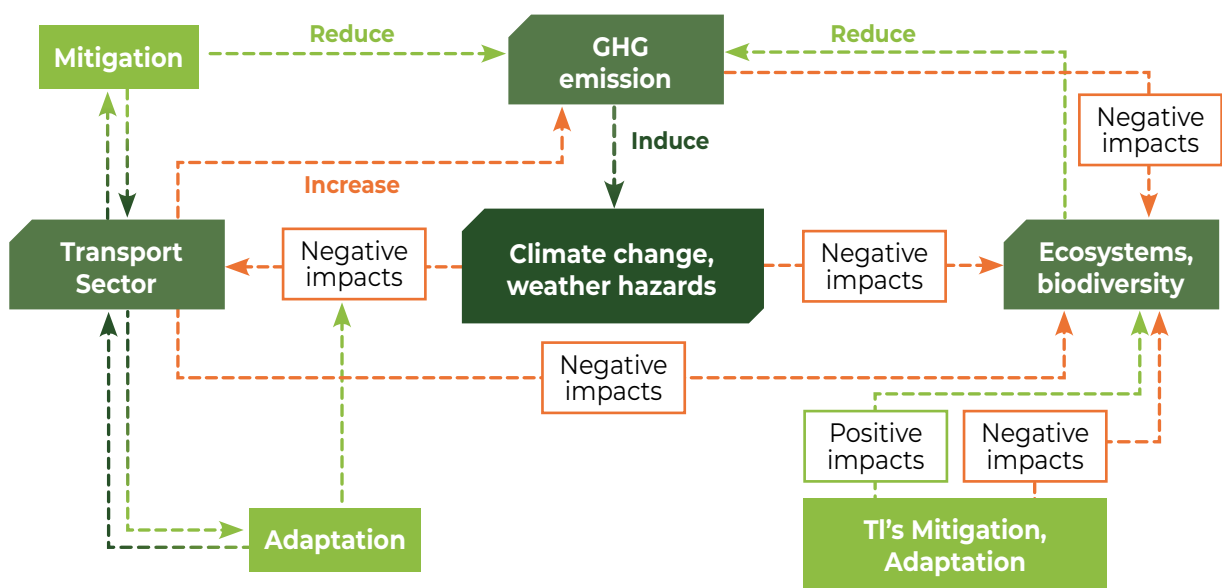 Reduce
GHG
emission
Reduce
Mitigation
Negative
impacts
Induce
Increase
Transport
Sector
Negative
impacts
Climate change,
weather hazards
Negative
impacts
Ecosystems,
biodiversity
Negative
impacts
Positive
impacts
Negative
impacts
Adaptation
TI's Mitigation,
Adaptation